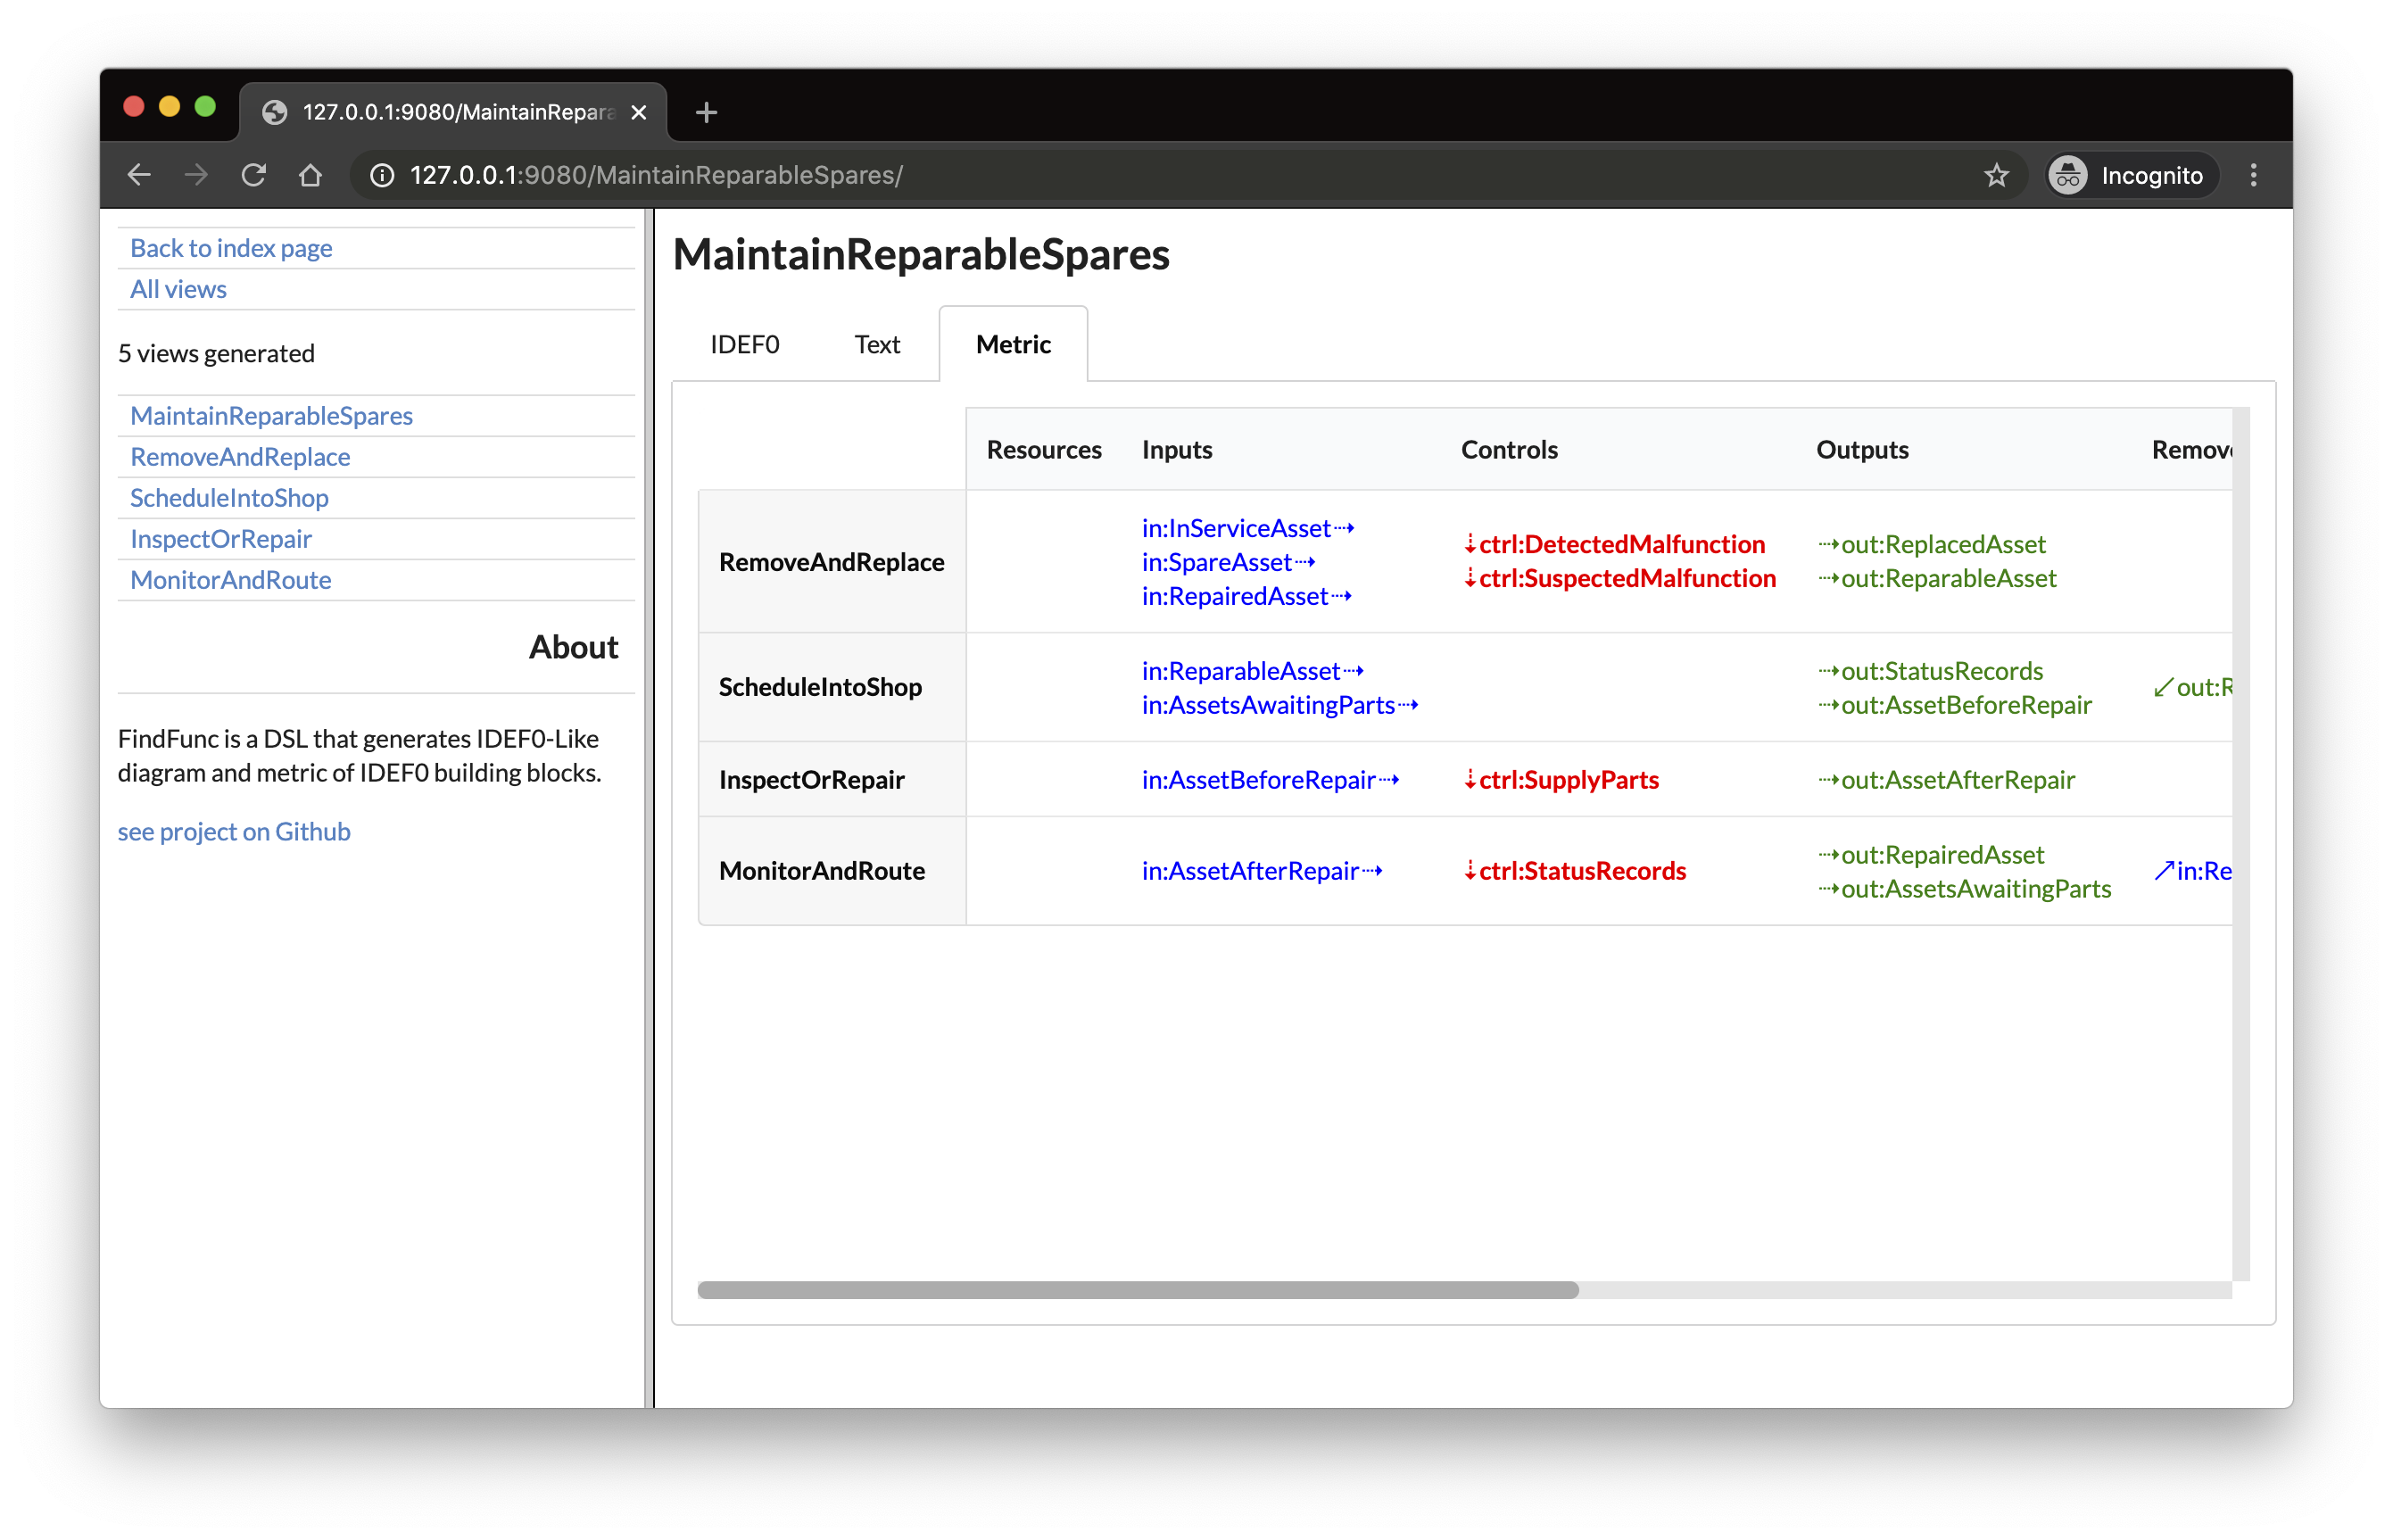 127.0.0.1:9080/MaintainRepara
127.0.0.1:9080/MaintainReparableSpares/
Incognito
Back to index page
All views
5 views generated
MaintainReparableSpares
RemoveAndReplace
ScheduleIntoShop
InspectOrRepair
MonitorAndRoute
About
FindFunc is a DSL that generates IDEF0-Like
diagram and metric of IDEF0 building blocks.
see project on Github
MaintainReparableSpares
IDEF0 Text Metric
Resources Inputs Controls Outputs Remove
RemoveAndReplace
in:InServiceAsset⇢
in:SpareAsset⇢
in:RepairedAsset⇢
⇣ctrl:DetectedMalfunction
⇣ctrl:SuspectedMalfunction
⇢out:ReplacedAsset
⇢out:ReparableAsset
ScheduleIntoShop
in:ReparableAsset⇢
in:AssetsAwaitingParts⇢
⇢out:StatusRecords
⇢out:AssetBeforeRepair
↙out:R
InspectOrRepair
in:AssetBeforeRepair⇢
⇣ctrl:SupplyParts
⇢out:AssetAfterRepair
MonitorAndRoute
in:AssetAfterRepair⇢
⇣ctrl:StatusRecords
⇢out:RepairedAsset
⇢out:AssetsAwaitingParts
↗in:Re